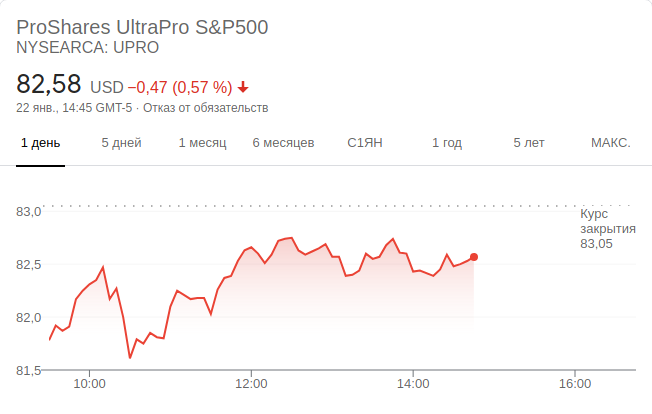 ProShares UltraPro S&P500
NYSEARCA: UPRO
82,58 USD −0,47 (0,57 %)
22 янв., 14:45 GMT-5 · Отказ от обязательств
1 день 5 дней 1 месяц 6 месяцев С1ЯН 1 год 5 лет МАКС.
83,0
Курс
закрытия
83,05
82,5
82,0
81,5
10:00 12:00 14:00 16:00